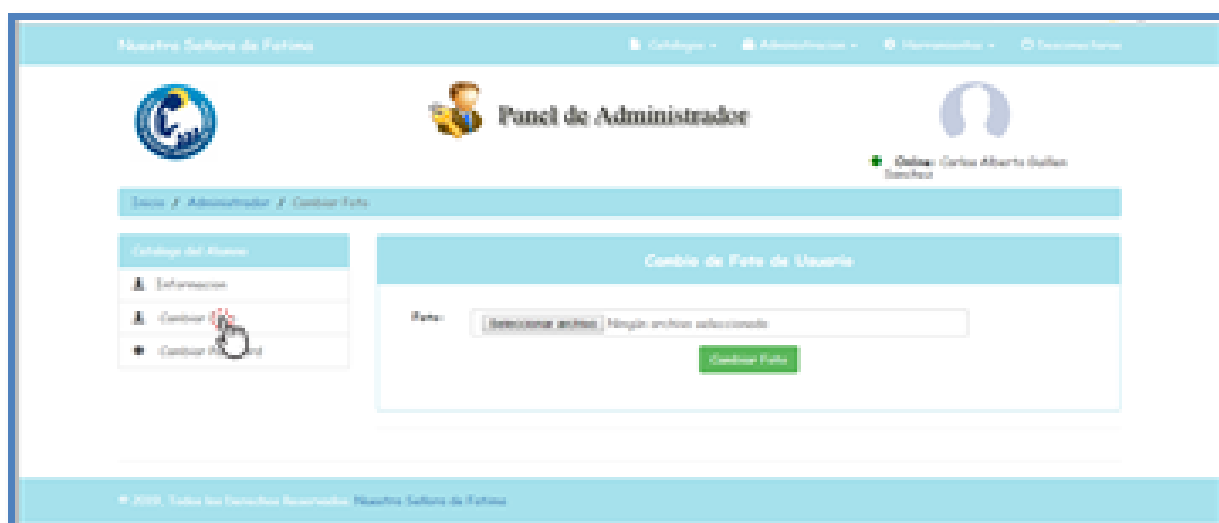 Nuestra Señora de Fatima
Catalogos
Administracion
Herramientas
Desconectarse
Panel de Administrador
Online: Carlos Alberto Guillen
Sanchez
Inicio / Administrador / Cambiar Foto
Catalogo del Alumno
Informacion
Cambiar
Cambiar
Cambio de Foto de Usuario
Foto:
Seleccionar archivo Ningún archivo seleccionado
Cambiar Foto
© 2019, Todos los Derechos Reservados. Nuestra Señora de Fatima